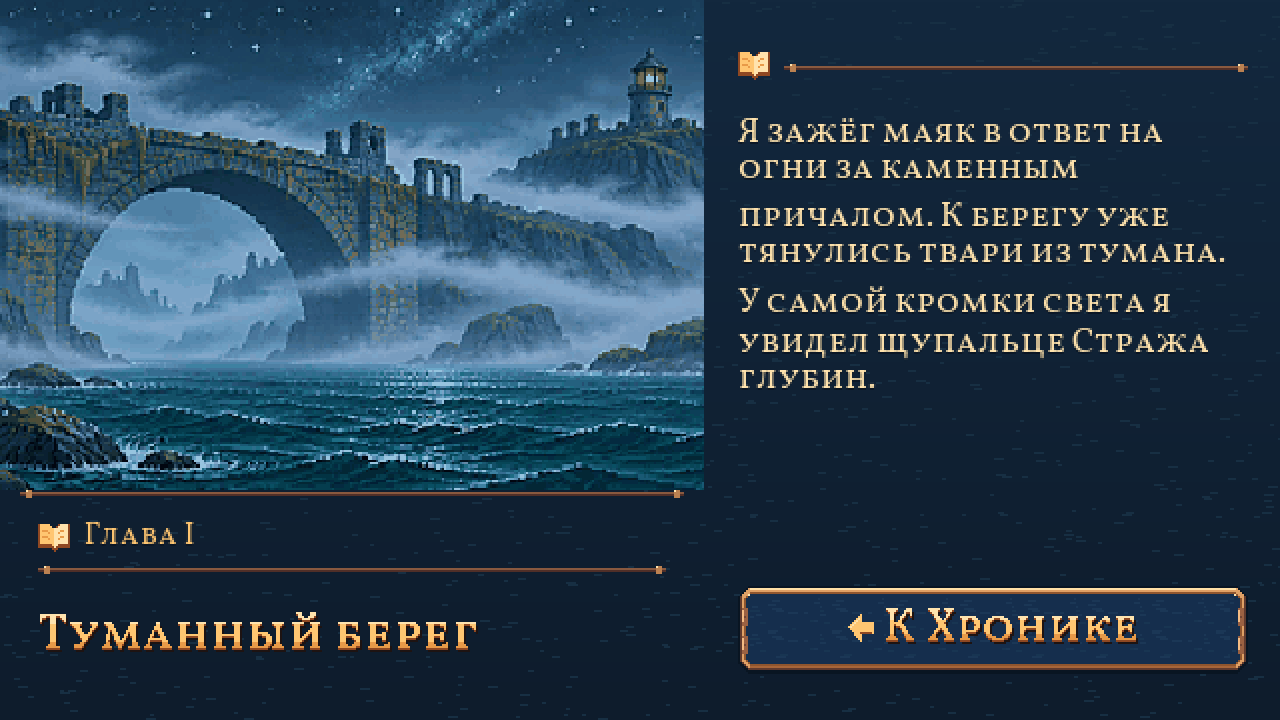 Глава I
Туманный берег
Я зажёг маяк в ответ на
огни за каменным
причалом. К берегу уже
тянулись твари из тумана.
У самой кромки света я
увидел щупальце Стража
глубин.
К Хронике